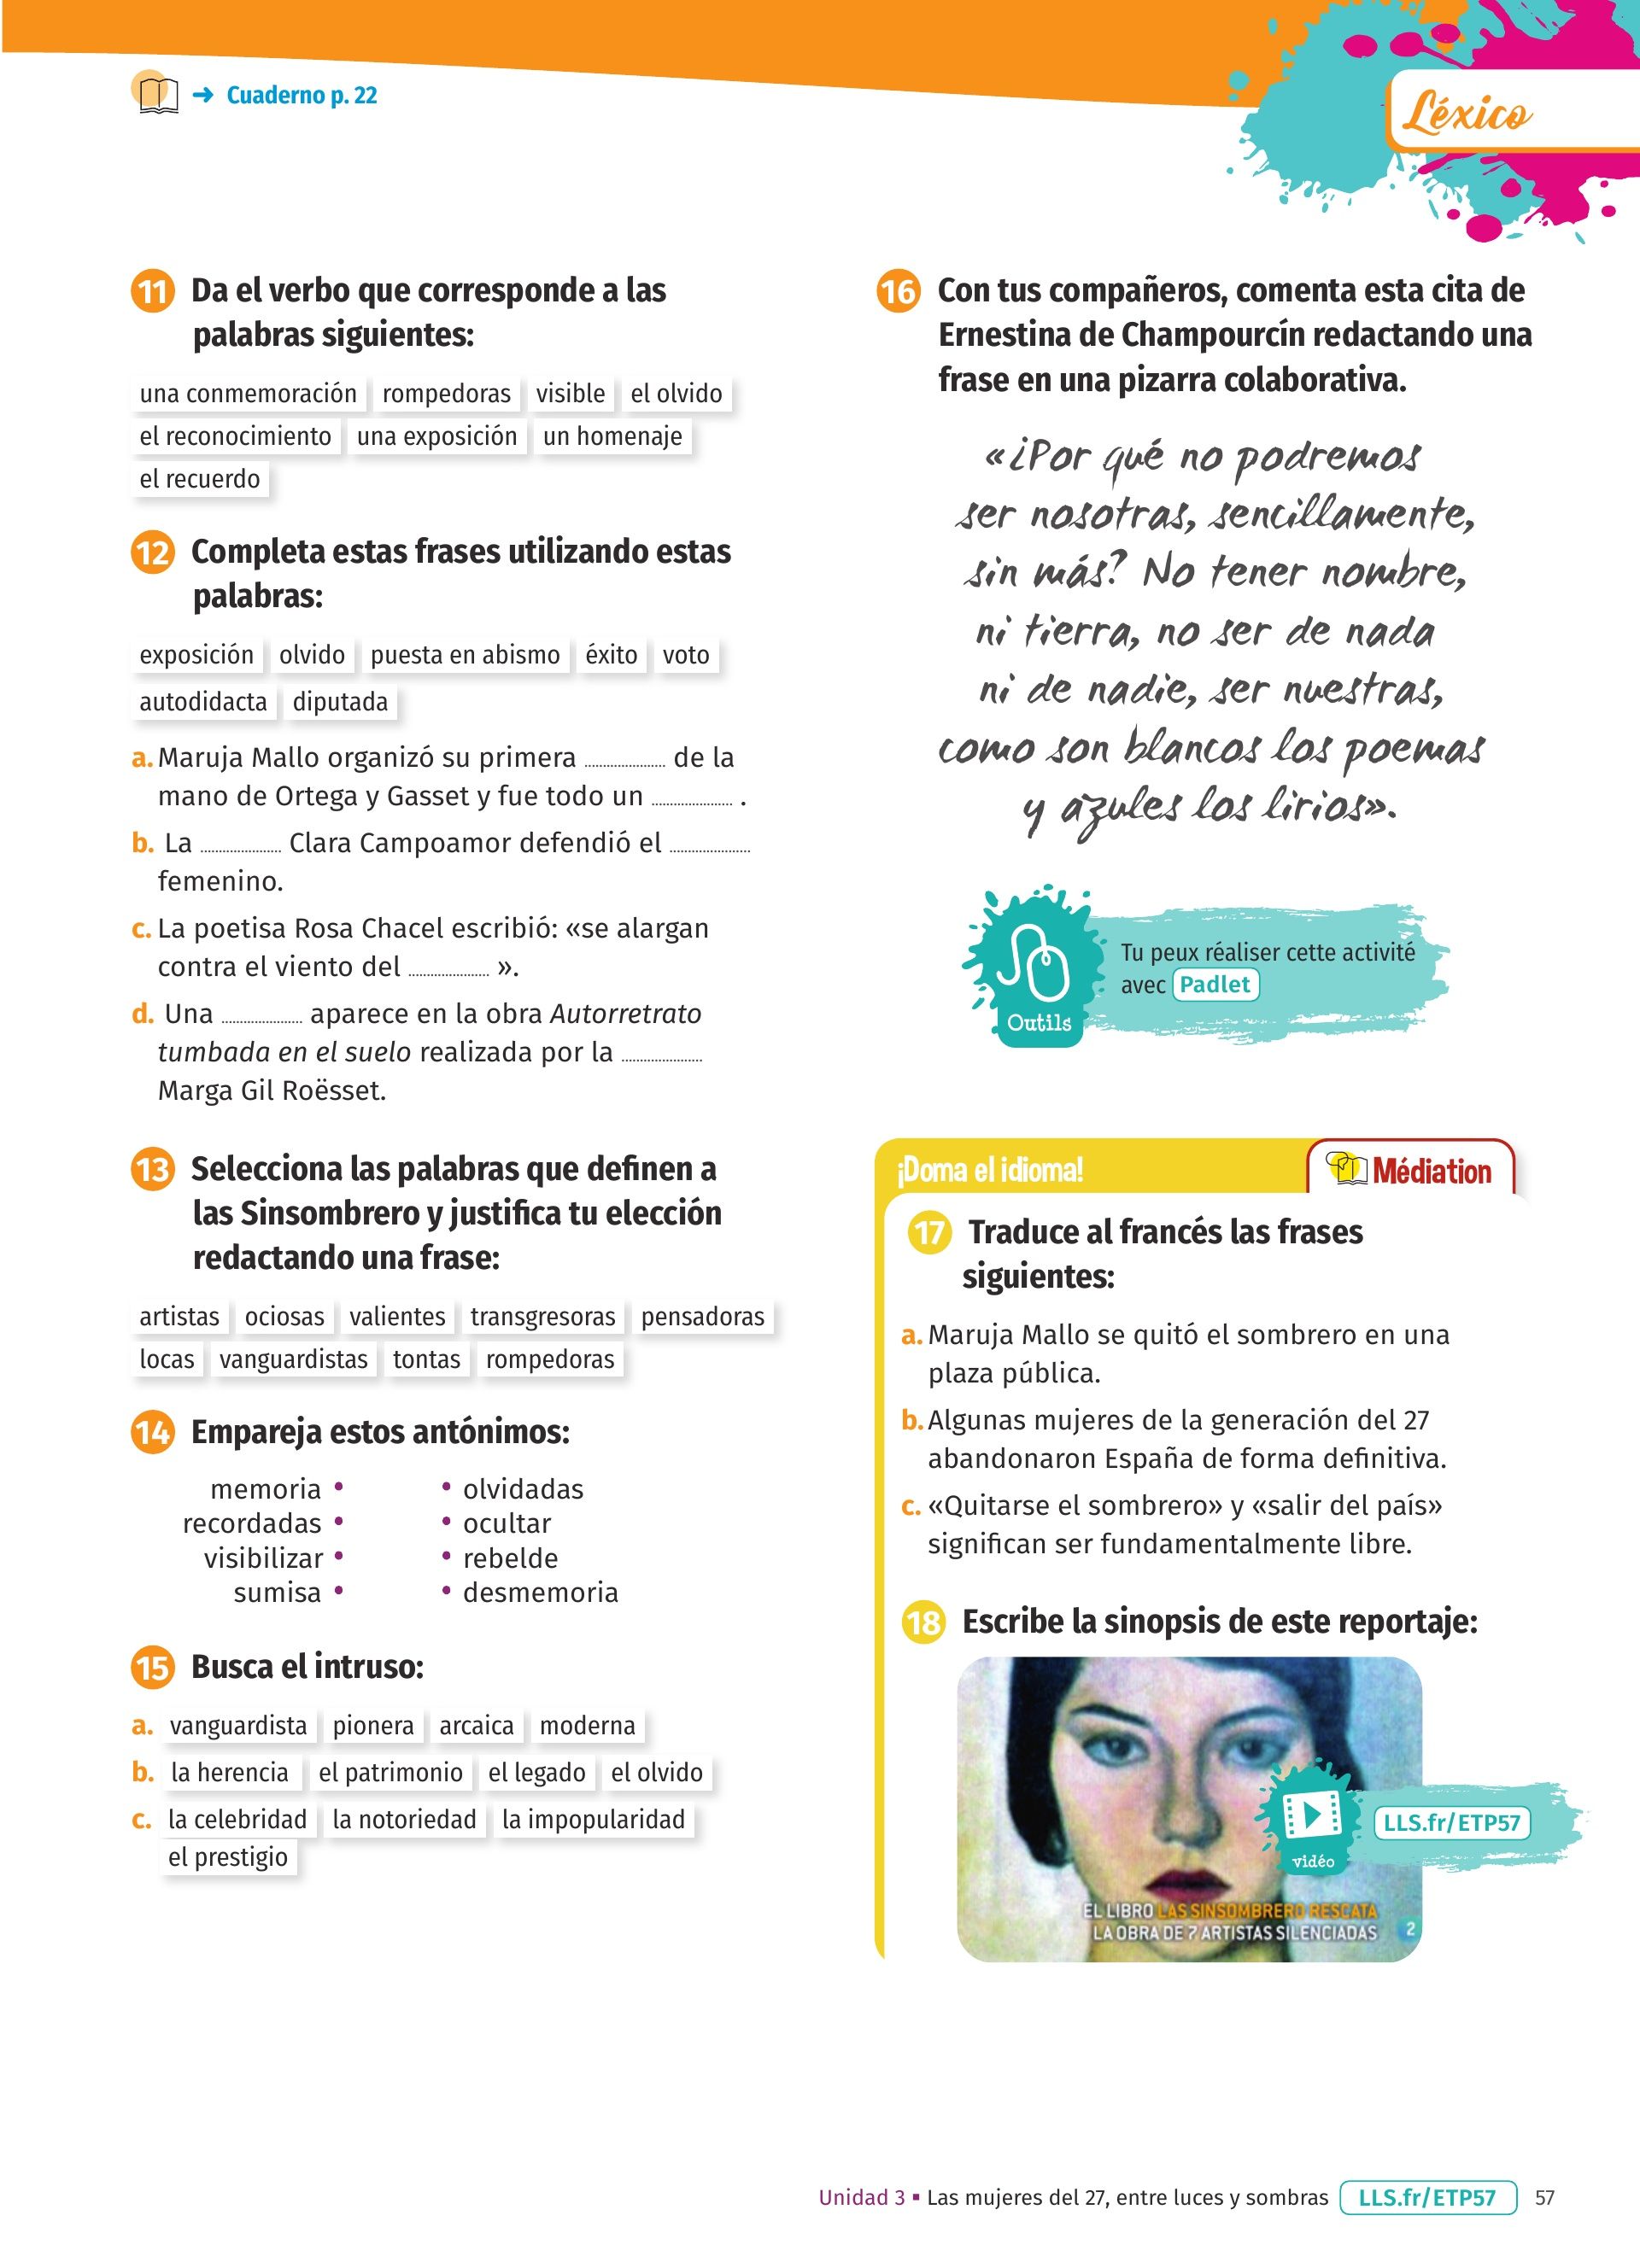 ➜ Cuaderno p. 22
Léxico
11 Da el verbo que corresponde a las
palabras siguientes:
una conmemoración rompedoras visible el olvido
el reconocimiento una exposición un homenaje
el recuerdo
12 Completa estas frases utilizando estas
palabras:
exposición olvido puesta en abismo éxito voto
autodidacta diputada
a. Maruja Mallo organizó su primera ........... de la
mano de Ortega y Gasset y fue todo un ........... .
b. La ........... Clara Campoamor defendió el ...........
femenino.
c. La poetisa Rosa Chacel escribió: «se alargan
contra el viento del ........... ».
d. Una ........... aparece en la obra Autorretrato
tumbada en el suelo realizada por la ...........
Marga Gil Roësset.
13 Selecciona las palabras que definen a
las Sinsombrero y justifica tu elección
redactando una frase:
artistas ociosas valientes transgresoras pensadoras
locas vanguardistas tontas rompedoras
14 Empareja estos antónimos:
memoria • • olvidadas
recordadas • • ocultar
visibilizar • • rebelde
sumisa • • desmemoria
15 Busca el intruso:
a. vanguardista pionera arcaica moderna
b. la herencia el patrimonio el legado el olvido
c. la celebridad la notoriedad la impopularidad
el prestigio
16 Con tus compañeros, comenta esta cita de
Ernestina de Champourcín redactando una
frase en una pizarra colaborativa.
«¿Por qué no podremos
ser nosotras, sencillamente,
sin más? No tener nombre,
ni tierra, no ser de nada
ni de nadie, ser nuestras,
como son blancos los poemas
y azules los lirios».
Outils
Tu peux réaliser cette activité
avec Padlet
¡Doma el idioma!
Médiation
17 Traduce al francés las frases
siguientes:
a. Maruja Mallo se quitó el sombrero en una
plaza pública.
b. Algunas mujeres de la generación del 27
abandonaron España de forma definitiva.
c. «Quitarse el sombrero» y «salir del país»
significan ser fundamentalmente libre.
18 Escribe la sinopsis de este reportaje:
vidéo
LLS.fr/ETP57
EL LIBRO LAS SINSOMBRERO RESCATA
LA OBRA DE 7 ARTISTAS SILENCIADAS 2
Unidad 3 ▪ Las mujeres del 27, entre luces y sombras LLS.fr/ETP57 57